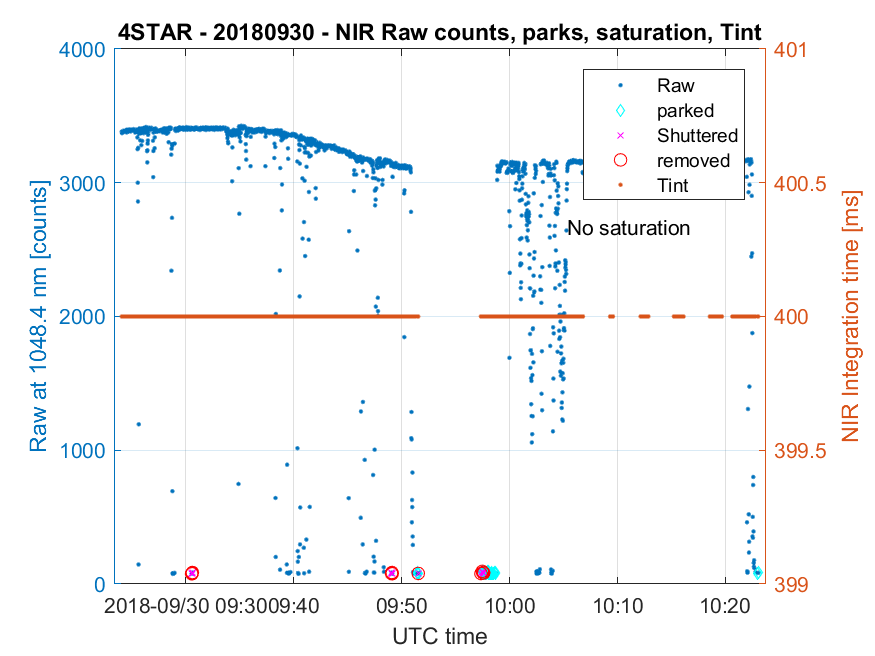 4STAR - 20180930 - NIR Raw counts, parks, saturation, Tint
4000
3000
2000
1000
0
Raw at 1048.4 nm [counts]
401
400.5
400
399.5
399
NIR Integration time [ms]
Raw
parked
Shuttered
removed
Tint
No saturation
2018-09/30 09:30
09:40
09:50
10:00
10:10
10:20
UTC time